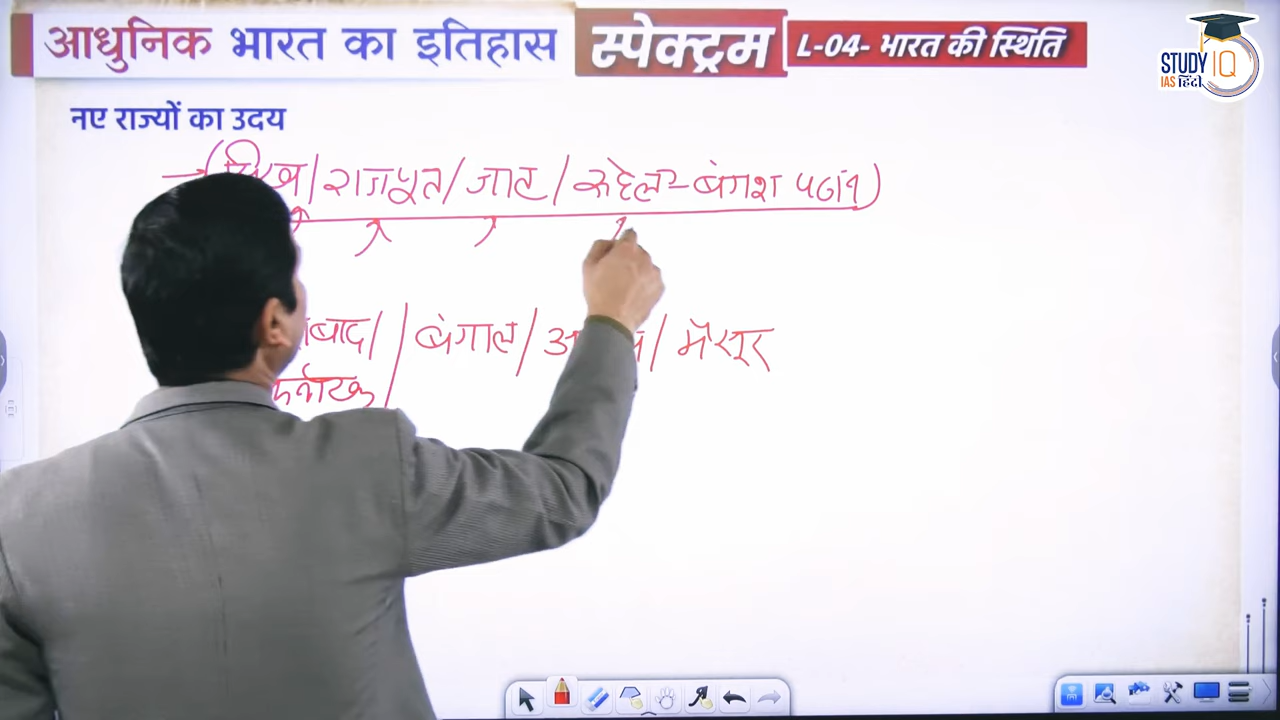 आधुनिक भारत का इतिहास स्पेक्ट्रम L-04- भारत की स्थिति
STUDY IQ
IAS हिंदी
नए राज्यों का उदय
राजपूत / जाट / रुहेल - बंगश पठान)
बाद / / बंगाल / / मैसूर